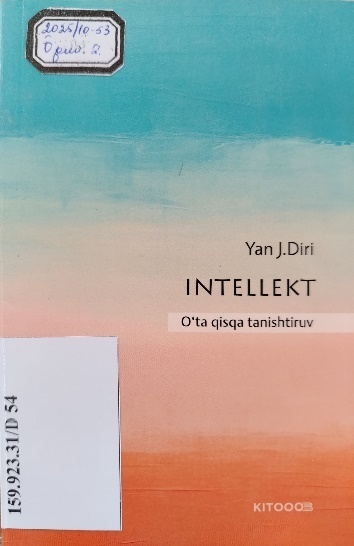 2025/10-53
Yan J.Diri
INTELLEKT
O'ta qisqa tanishtiruv
159.923.31/D 54
KITOOOB